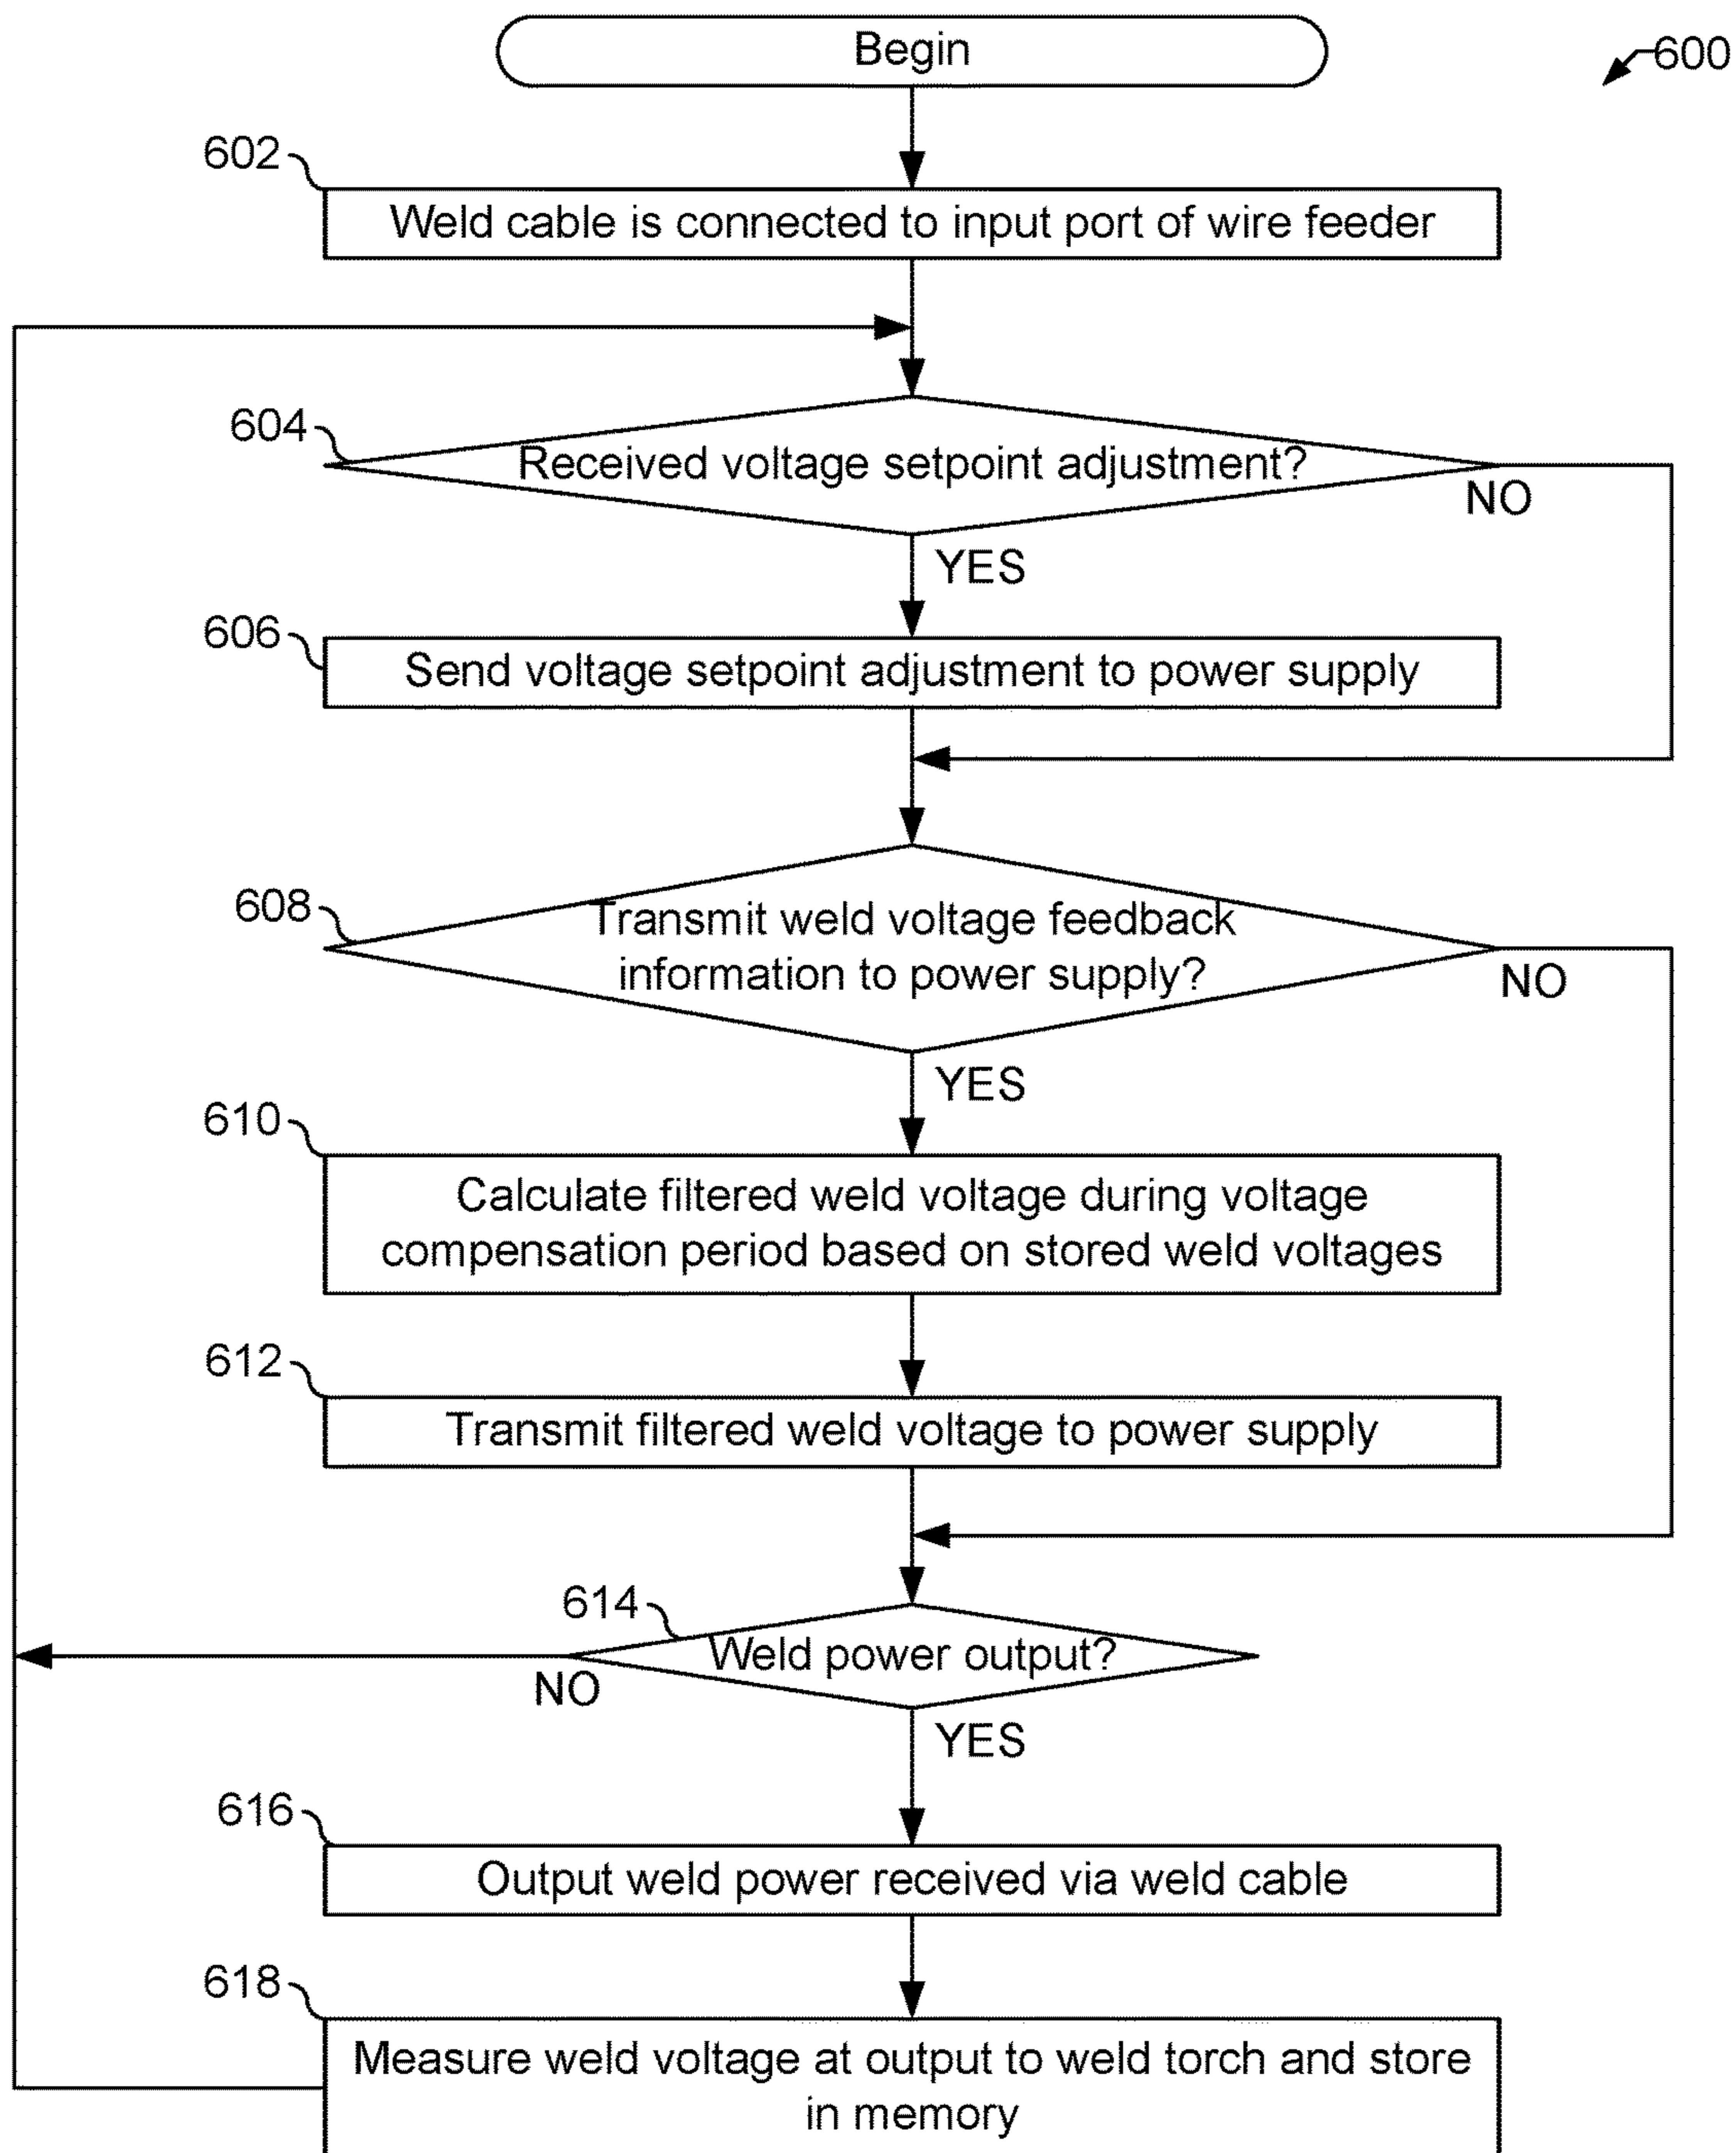 Begin
600
602
Weld cable is connected to input port of wire feeder
604
Received voltage setpoint adjustment?
NO
YES
606
Send voltage setpoint adjustment to power supply
608
Transmit weld voltage feedback
information to power supply?
NO
YES
610
Calculate filtered weld voltage during voltage
compensation period based on stored weld voltages
612
Transmit filtered weld voltage to power supply
614
Weld power output?
NO
YES
616
Output weld power received via weld cable
618
Measure weld voltage at output to weld torch and store
in memory